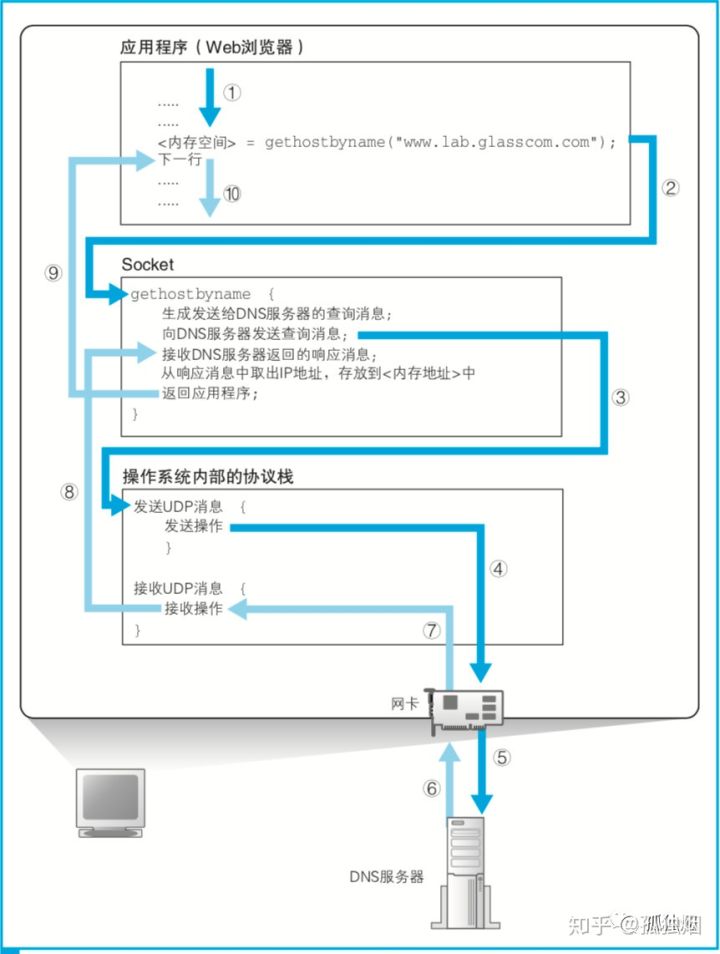 应用程序（Web浏览器）
①
.....
.....
<内存空间> = gethostbyname("www.lab.glasscom.com");
下一行
.....
⑩
.....
②
⑨
Socket
gethostbyname {
生成发送给DNS服务器的查询消息;
向DNS服务器发送查询消息;
接收DNS服务器返回的响应消息;
从响应消息中取出IP地址，存放到<内存地址>中
返回应用程序;
}
③
⑧
操作系统内部的协议栈
发送UDP消息 {
发送操作
}
④
接收UDP消息 {
接收操作
}
⑦
网卡
⑤
⑥
DNS服务器
知乎 @孤独烟